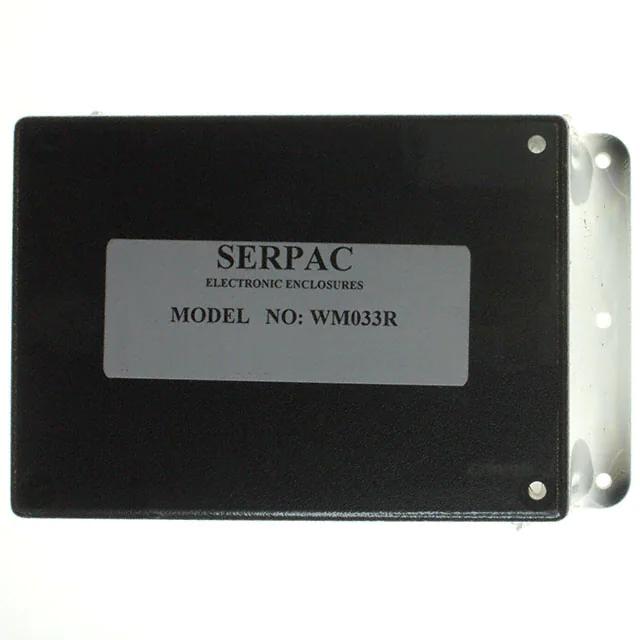 SERPAC
ELECTRONIC ENCLOSURES
MODEL NO: WM033R